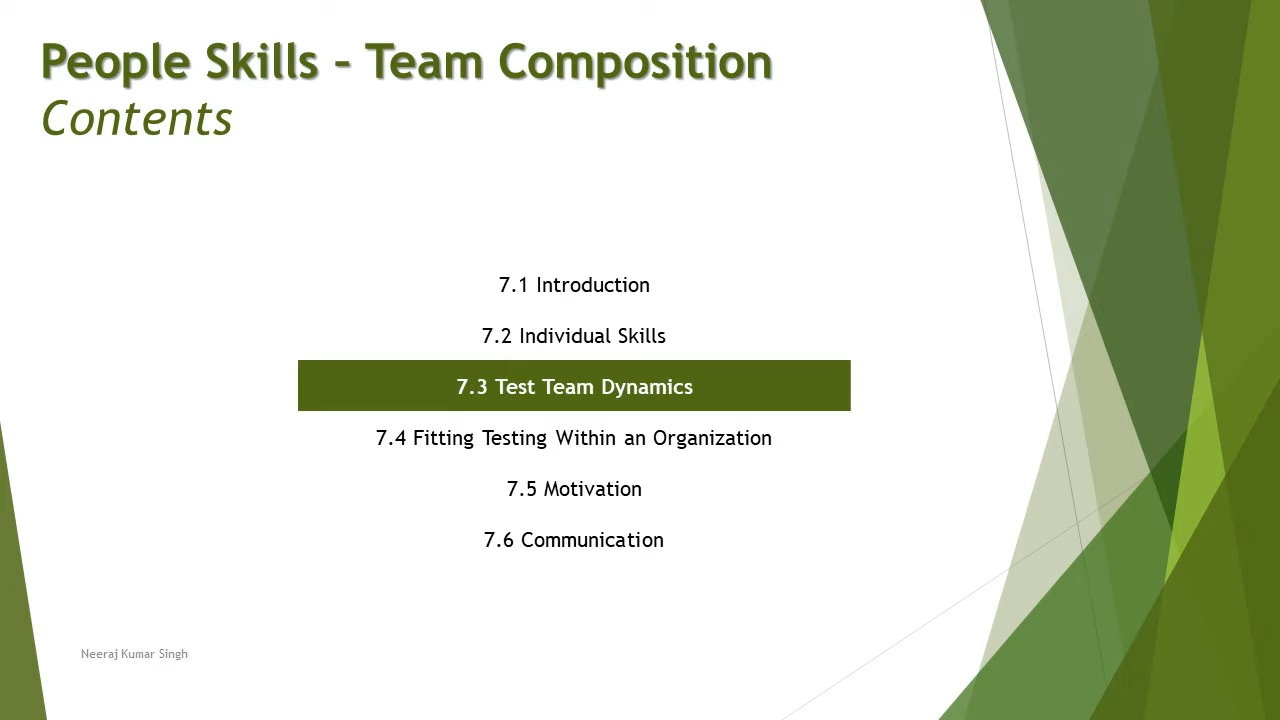 People Skills – Team Composition
Contents
7.1 Introduction
7.2 Individual Skills
7.3 Test Team Dynamics
7.4 Fitting Testing Within an Organization
7.5 Motivation
7.6 Communication
Neeraj Kumar Singh